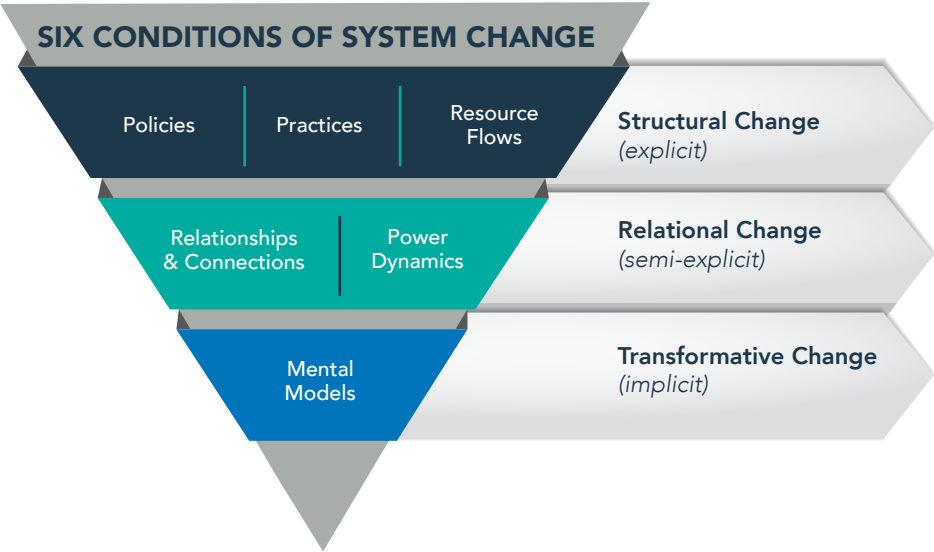 SIX CONDITIONS OF SYSTEM CHANGE
Policies
Practices
Resource
Flows
Structural Change
(explicit)
Relationships
& Connections
Power
Dynamics
Relational Change
(semi-explicit)
Mental
Models
Transformative Change
(implicit)